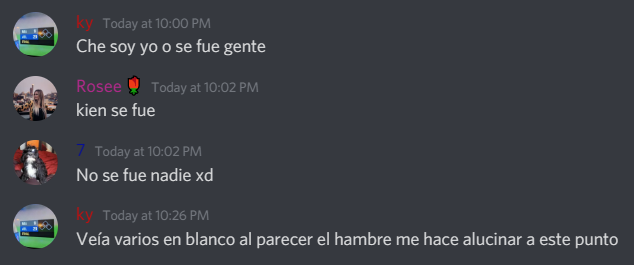 ky Today at 10:00 PM
Che soy yo o se fue gente
Rosee🌹 Today at 10:02 PM
kien se fue
7 Today at 10:02 PM
No se fue nadie xd
ky Today at 10:26 PM
Veía varios en blanco al parecer el hambre me hace alucinar a este punto